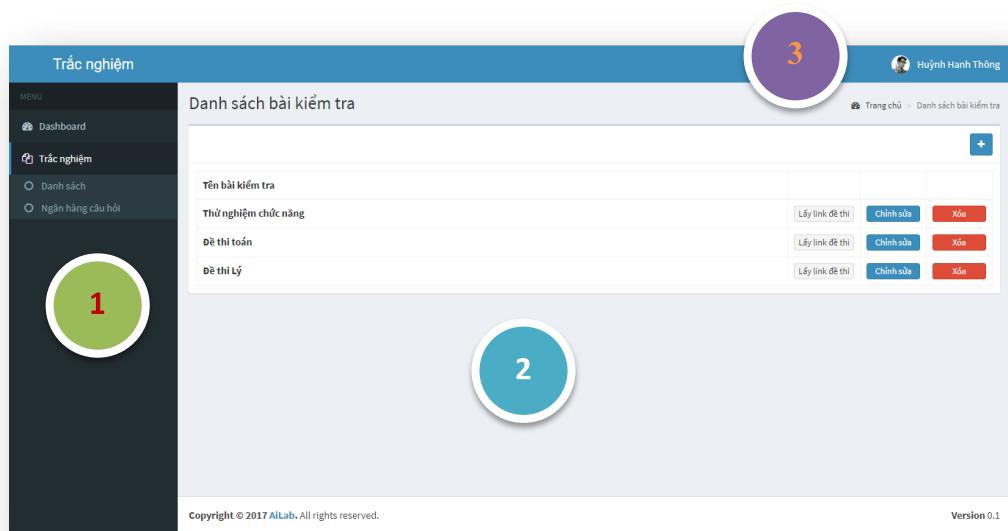 3
Trắc nghiệm
Huỳnh Hanh Thông
MENU
Danh sách bài kiểm tra
Trang chủ > Danh sách bài kiểm tra
Dashboard
Trắc nghiệm
+
Danh sách
Ngân hàng câu hỏi
Tên bài kiểm tra
Thử nghiệm chức năng Lấy link đề thi Chỉnh sửa Xóa
Đề thi toán Lấy link đề thi Chỉnh sửa Xóa
Đề thi Lý Lấy link đề thi Chỉnh sửa Xóa
1
2
Copyright © 2017 AiLab. All rights reserved. Version 0.1